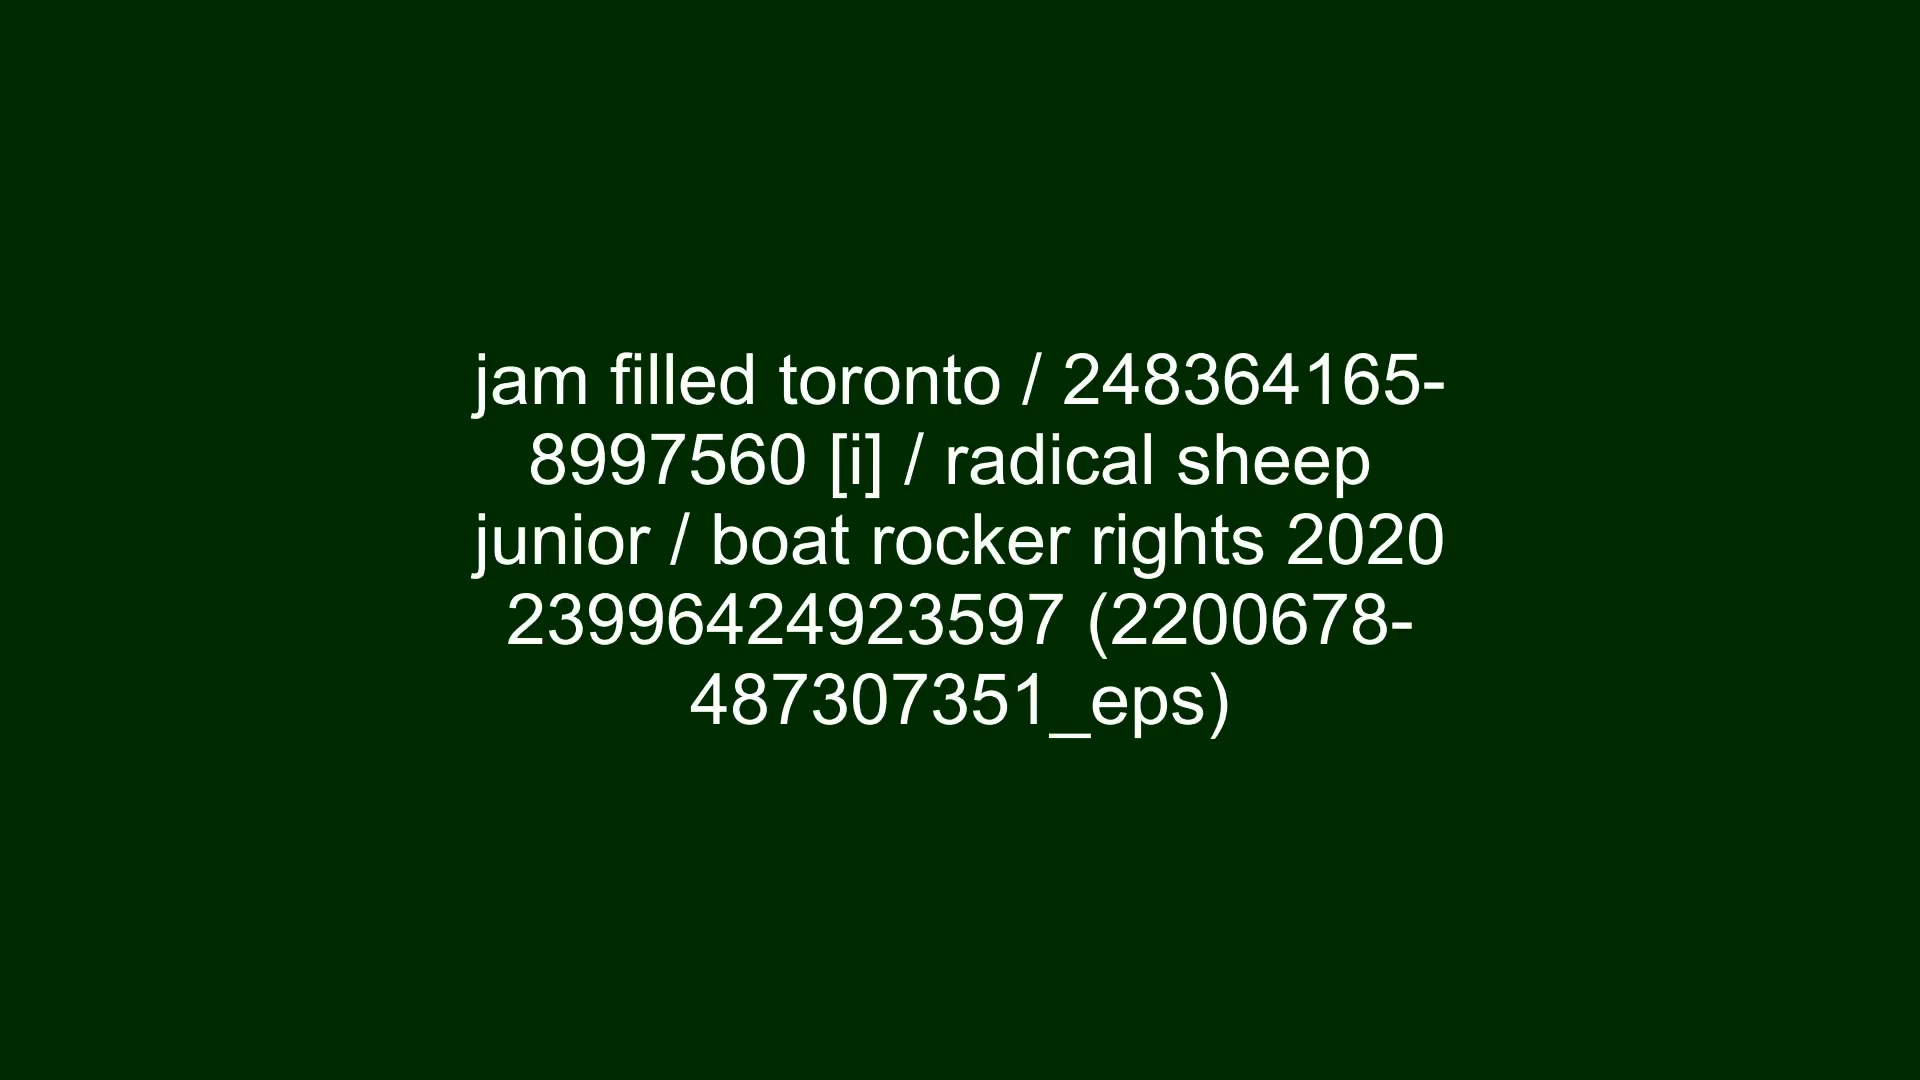 jam filled toronto / 248364165-
8997560 [i] / radical sheep
junior / boat rocker rights 2020
23996424923597 (2200678-
487307351_eps)